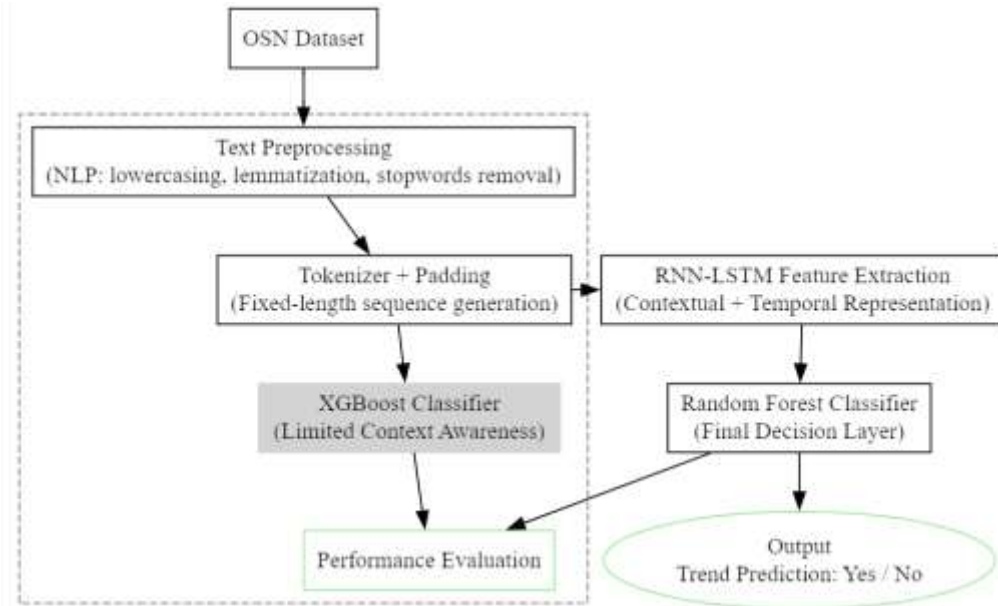 OSN Dataset
Text Preprocessing
(NLP: lowercasing, lemmatization, stopwords removal)
Tokenizer + Padding
(Fixed-length sequence generation)
RNN-LSTM Feature Extraction
(Contextual + Temporal Representation)
XGBoost Classifier
(Limited Context Awareness)
Random Forest Classifier
(Final Decision Layer)
Performance Evaluation
Output
Trend Prediction: Yes / No